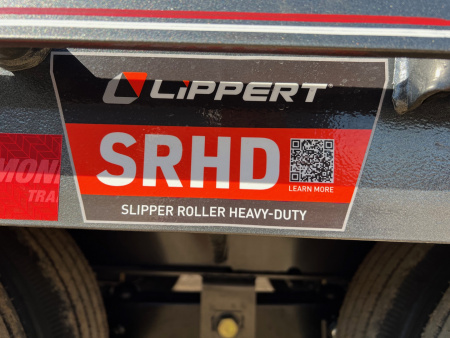 LiPPERT®
SRHD
LEARN MORE
SLIPPER ROLLER HEAVY-DUTY